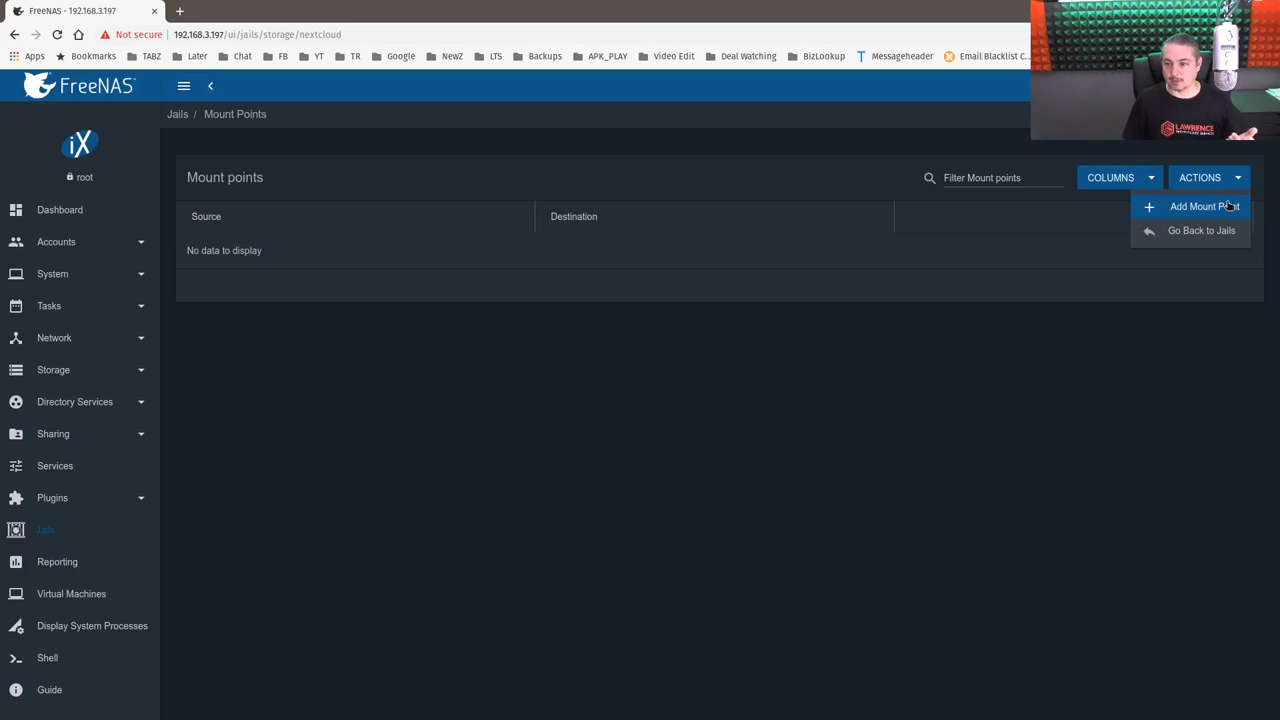 FreeNAS - 192.168.3.197
Not secure 192.168.3.197/ui/jails/storage/nextcloud
Apps Bookmarks TABZ Later Chat FB YT TR Google NewZ LTS Backups APK_PLAY Video Edit Deal Watching BizLookup Messageheader Email Blacklist C...
FreeNAS
Jails / Mount Points
iX
root
Mount points
Filter Mount points
COLUMNS
ACTIONS
Add Mount Point
Go Back to Jails
Source
Destination
No data to display
Dashboard
Accounts
System
Tasks
Network
Storage
Directory Services
Sharing
Services
Plugins
Jails
Reporting
Virtual Machines
Display System Processes
Shell
Guide
LAWRENCE